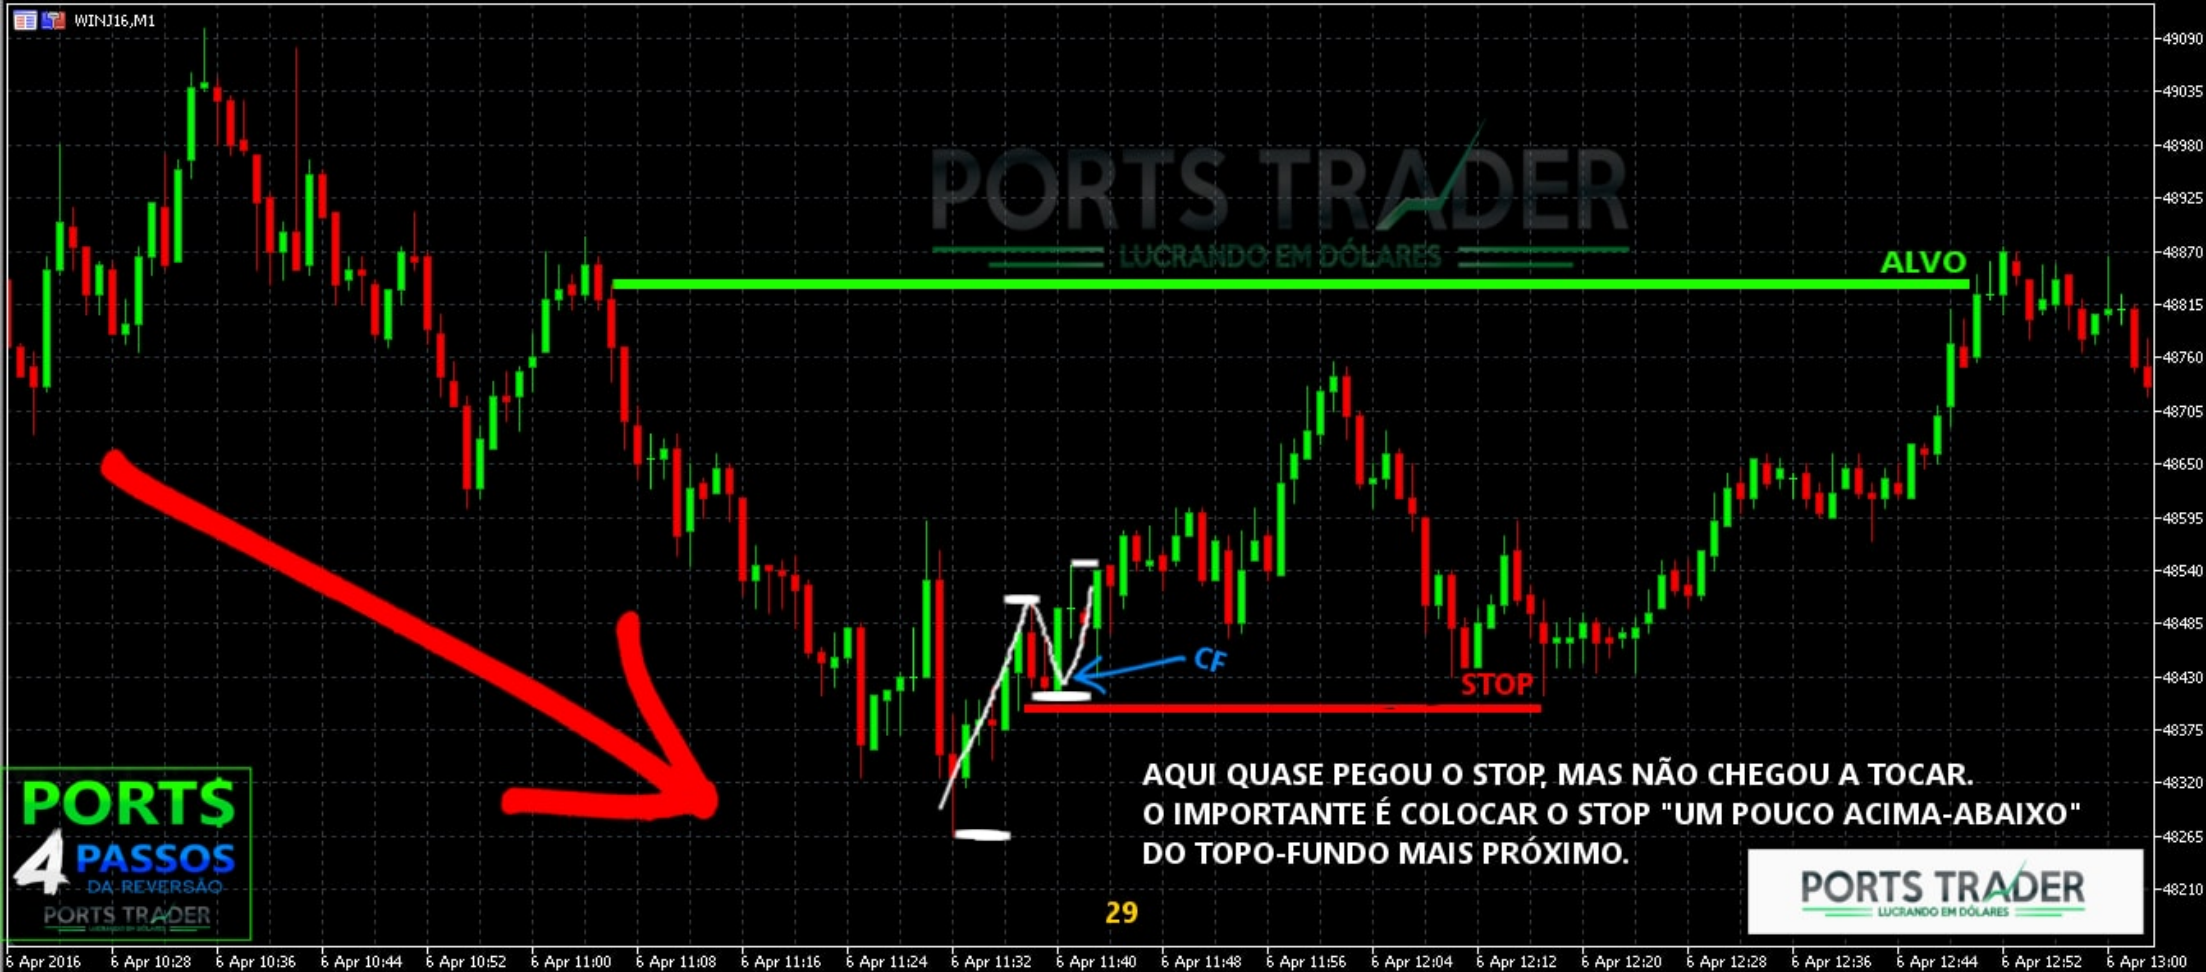 WINJ16,M1
49090
49035
48980
48925
48870
48815
48760
48705
48650
48595
48540
48485
48430
48375
48320
48265
48210
PORTS TRADER
LUCRANDO EM DÓLARES
ALVO
CF
STOP
AQUI QUASE PEGOU O STOP, MAS NÃO CHEGOU A TOCAR.
O IMPORTANTE É COLOCAR O STOP "UM POUCO ACIMA-ABAIXO"
DO TOPO-FUNDO MAIS PRÓXIMO.
29
PORT$
4 PASSOS
DA REVERSÃO
PORTS TRADER
LUCRANDO EM DÓLARES
PORTS TRADER
LUCRANDO EM DÓLARES
6 Apr 2016 6 Apr 10:28 6 Apr 10:36 6 Apr 10:44 6 Apr 10:52 6 Apr 11:00 6 Apr 11:08 6 Apr 11:16 6 Apr 11:24 6 Apr 11:32 6 Apr 11:40 6 Apr 11:48 6 Apr 11:56 6 Apr 12:04 6 Apr 12:12 6 Apr 12:20 6 Apr 12:28 6 Apr 12:36 6 Apr 12:44 6 Apr 12:52 6 Apr 13:00